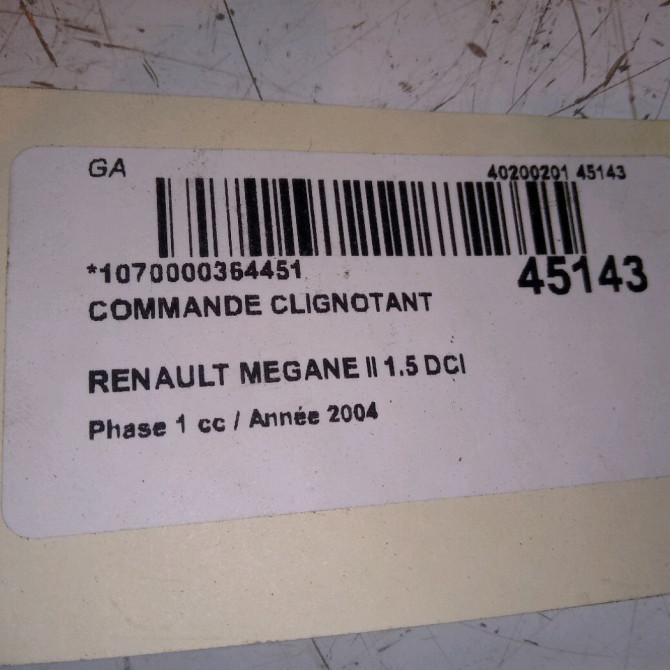 GA
40200201 45143
*1070000364451
45143
COMMANDE CLIGNOTANT
RENAULT MEGANE II 1.5 DCI
Phase 1 cc / Année 2004